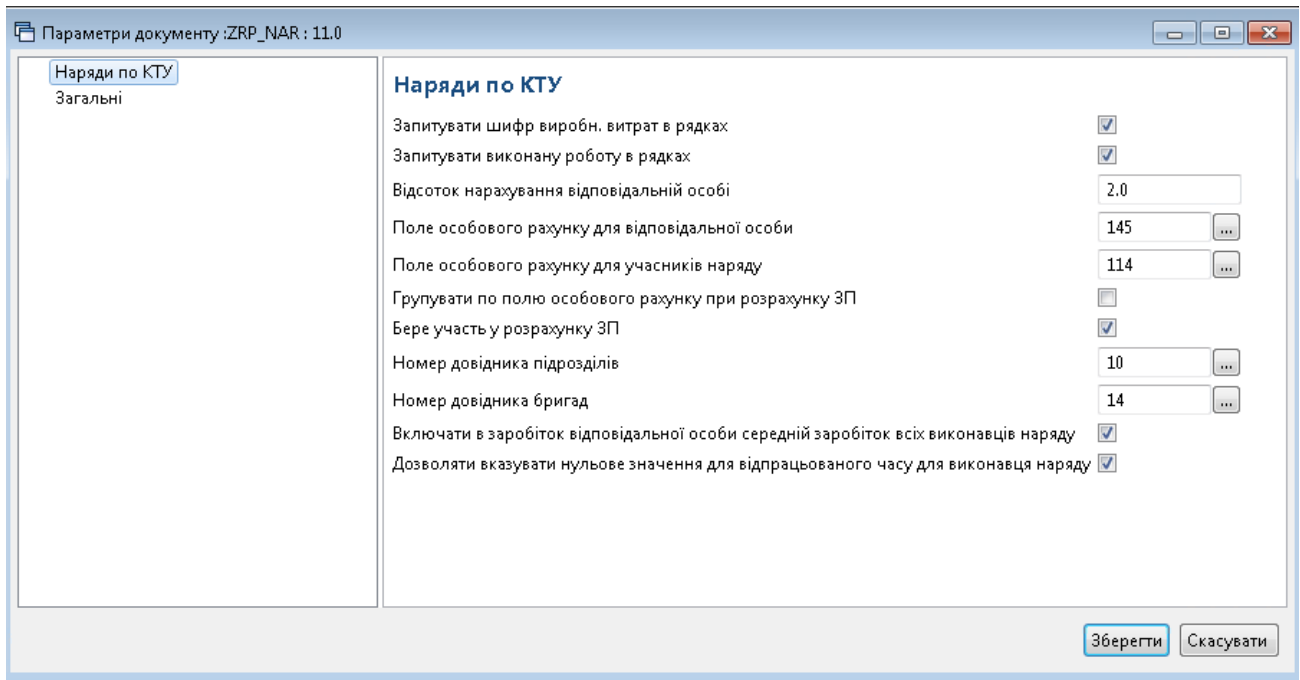 Параметри документу :ZRP_NAR : 11.0
Наряди по КТУ
Загальні
Наряди по КТУ
Запитувати шифр виробн. витрат в рядках
Запитувати виконану роботу в рядках
Відсоток нарахування відповідальній особі 2.0
Поле особового рахунку для відповідальної особи 145 ...
Поле особового рахунку для учасників наряду 114 ...
Групувати по полю особового рахунку при розрахунку ЗП
Бере участь у розрахунку ЗП
Номер довідника підрозділів 10 ...
Номер довідника бригад 14 ...
Включати в заробіток відповідальної особи середній заробіток всіх виконавців наряду
Дозволяти вказувати нульове значення для відпрацьованого часу для виконавця наряду
Зберегти Скасувати